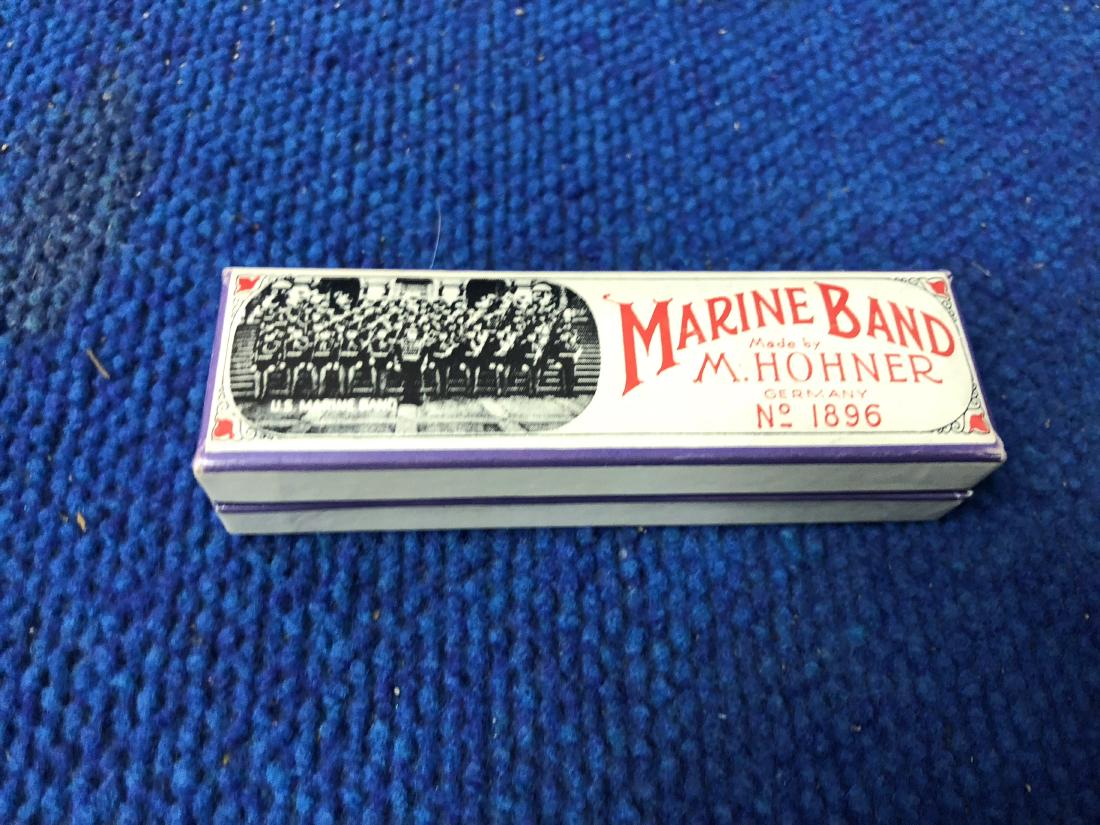 U.S. MARINE BAND
MARINE BAND
Made by
M. HOHNER
GERMANY
Nº 1896